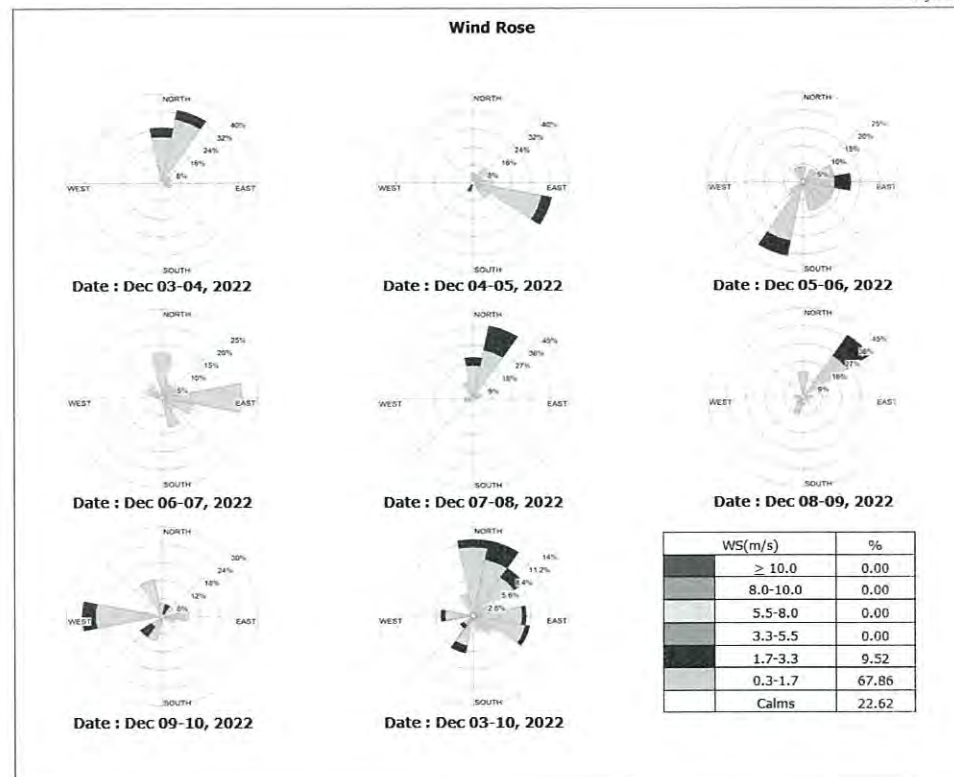 Wind Rose
NORTH
40%
32%
24%
16%
8%
WEST
EAST
SOUTH
Date : Dec 03-04, 2022
NORTH
40%
32%
24%
16%
8%
WEST
EAST
SOUTH
Date : Dec 04-05, 2022
NORTH
25%
20%
15%
10%
5%
WEST
EAST
SOUTH
Date : Dec 05-06, 2022
NORTH
25%
20%
15%
10%
5%
WEST
EAST
SOUTH
Date : Dec 06-07, 2022
NORTH
45%
36%
27%
18%
9%
WEST
EAST
SOUTH
Date : Dec 07-08, 2022
NORTH
45%
36%
27%
18%
9%
WEST
EAST
SOUTH
Date : Dec 08-09, 2022
NORTH
30%
24%
18%
12%
6%
WEST
EAST
SOUTH
Date : Dec 09-10, 2022
NORTH
14%
11.2%
8.4%
5.6%
2.8%
WEST
EAST
SOUTH
Date : Dec 03-10, 2022
WS(m/s) %
≥ 10.0 0.00
8.0-10.0 0.00
5.5-8.0 0.00
3.3-5.5 0.00
1.7-3.3 9.52
0.3-1.7 67.86
Calms 22.62